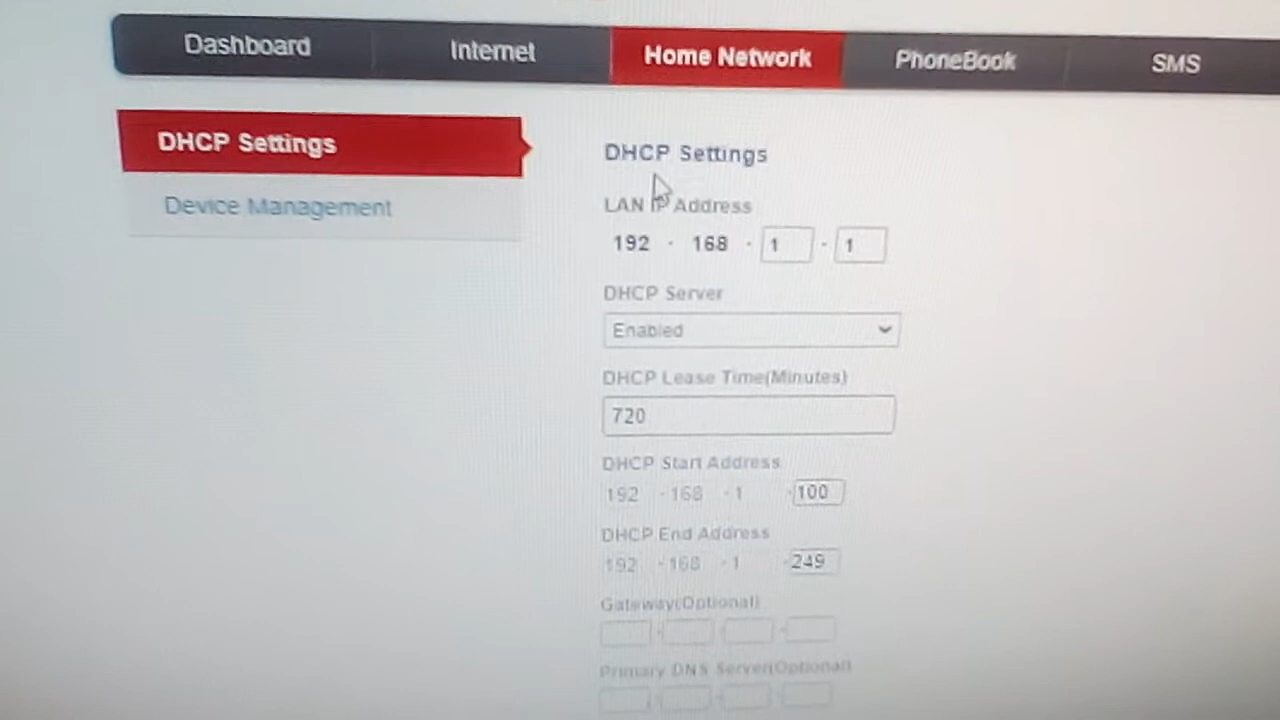 Dashboard Internet Home Network PhoneBook SMS
DHCP Settings
Device Management
DHCP Settings
LAN IP Address
192 · 168 · 1 · 1
DHCP Server
Enabled
DHCP Lease Time(Minutes)
720
DHCP Start Address
192 · 168 · 1 · 100
DHCP End Address
192 · 168 · 1 · 249
Gateway(Optional)
Primary DNS Server(Optional)